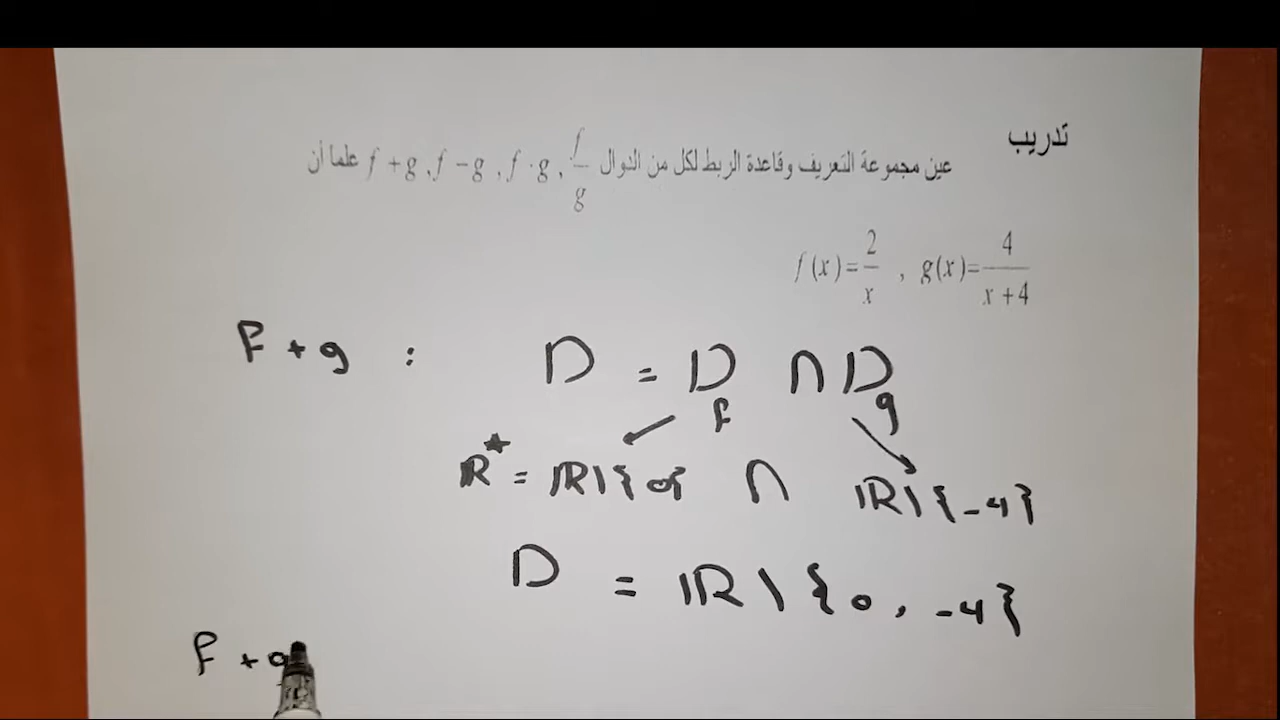 تدريب
عين مجموعة التعريف وقاعدة الربط لكل من الدوال f/g , f · g , f − g , f + g علما أن
f(x) = 2/x , g(x) = 4/(x+4)
F + g : D = D_F ∩ D_g
ℝ* = ℝ\{0} ∩ ℝ\{-4}
D = ℝ\{0, -4}
F + g